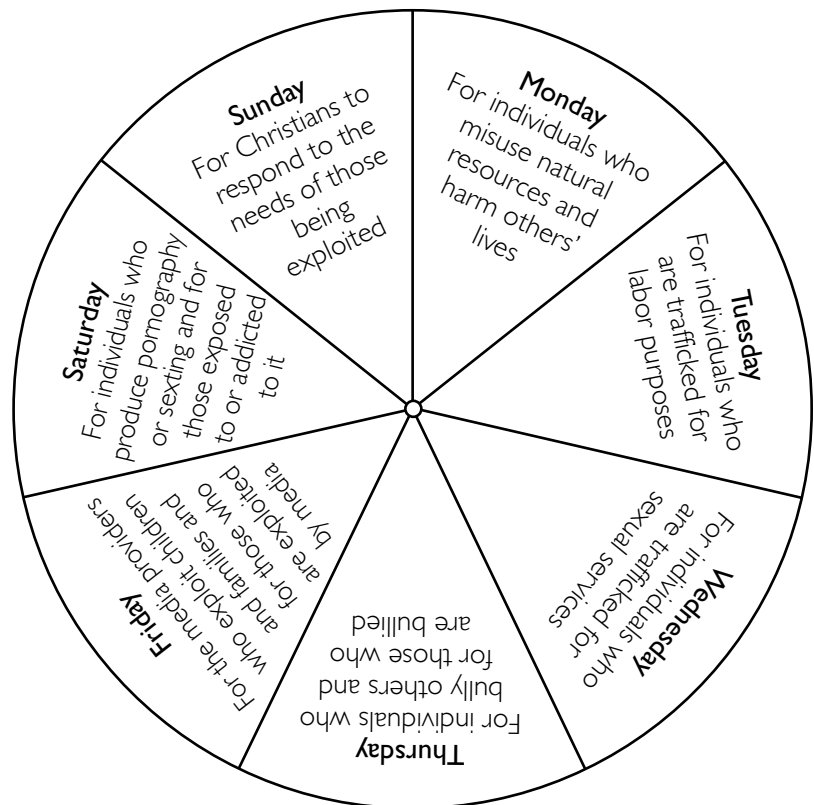 Sunday
For Christians to
respond to the
needs of those
being
exploited
Monday
For individuals who
misuse natural
resources and
harm others’
lives
Tuesday
For individuals who
are trafficked for
labor purposes
Wednesday
For individuals who
are trafficked for
sexual services
Thursday
For individuals who
bully others and
for those who
are bullied
Friday
For the media providers
who exploit children
and families and
for those who
are exploited
by media
Saturday
For individuals who
produce pornography
or sexting and for
those exposed
to or addicted
to it